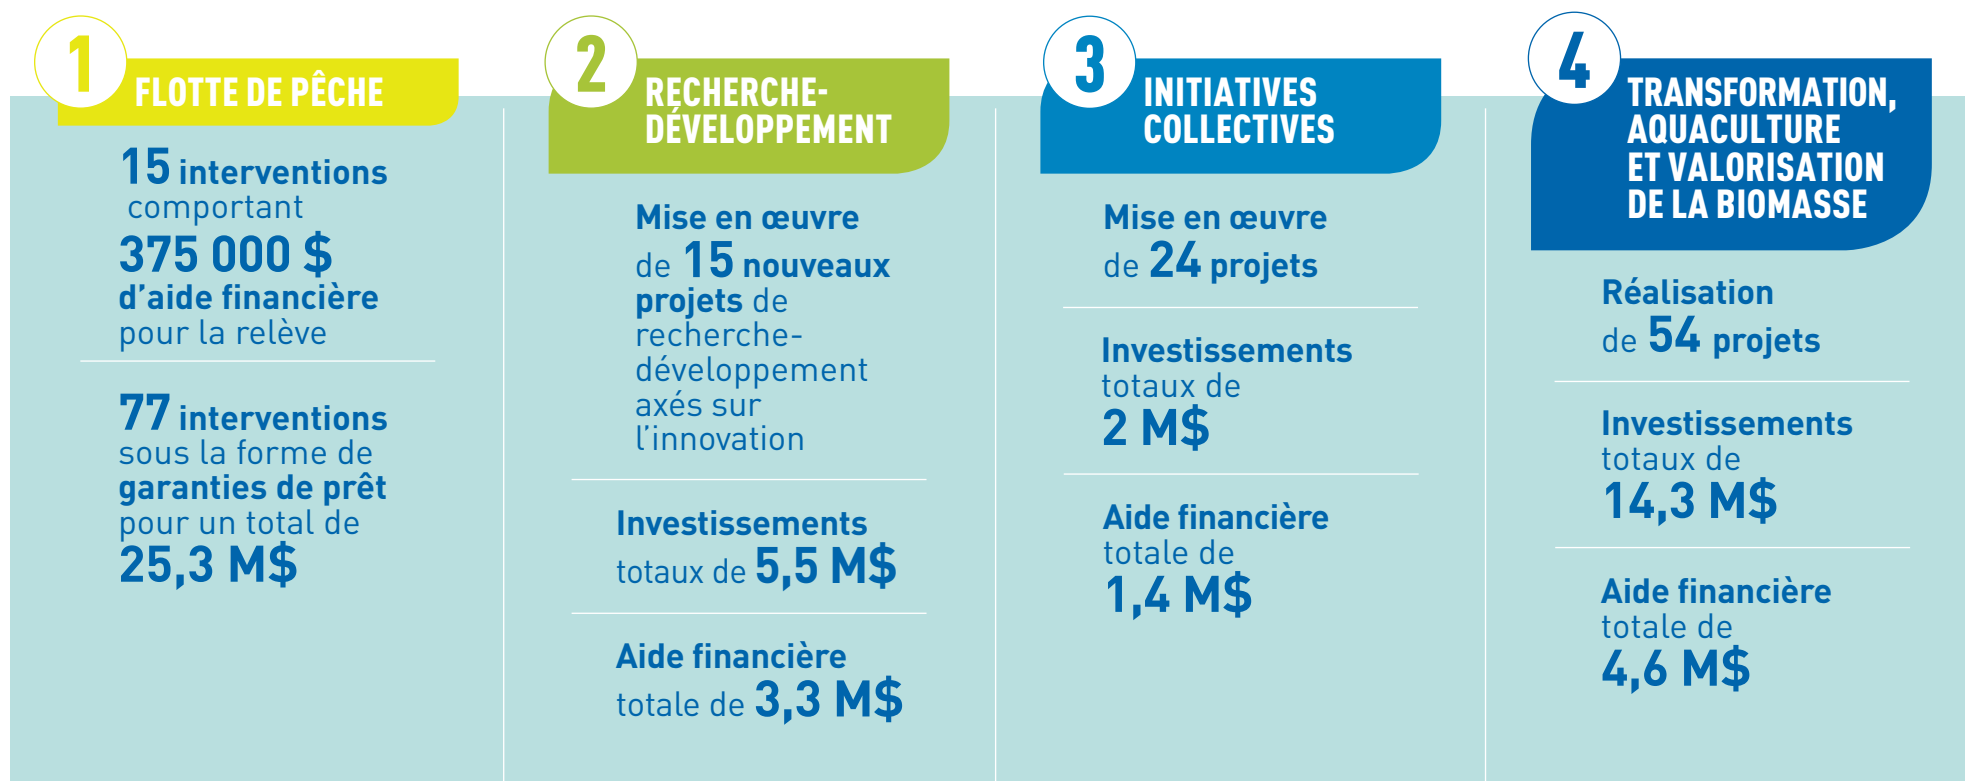 1
FLOTTE DE PÊCHE
15 interventions
comportant
375 000 $
d’aide financière
pour la relève
77 interventions
sous la forme de
garanties de prêt
pour un total de
25,3 M$
2
RECHERCHE-
DÉVELOPPEMENT
Mise en œuvre
de 15 nouveaux
projets de
recherche-
développement
axés sur
l’innovation
Investissements
totaux de 5,5 M$
Aide financière
totale de 3,3 M$
3
INITIATIVES
COLLECTIVES
Mise en œuvre
de 24 projets
Investissements
totaux de
2 M$
Aide financière
totale de
1,4 M$
4
TRANSFORMATION,
AQUACULTURE
ET VALORISATION
DE LA BIOMASSE
Réalisation
de 54 projets
Investissements
totaux de
14,3 M$
Aide financière
totale de
4,6 M$